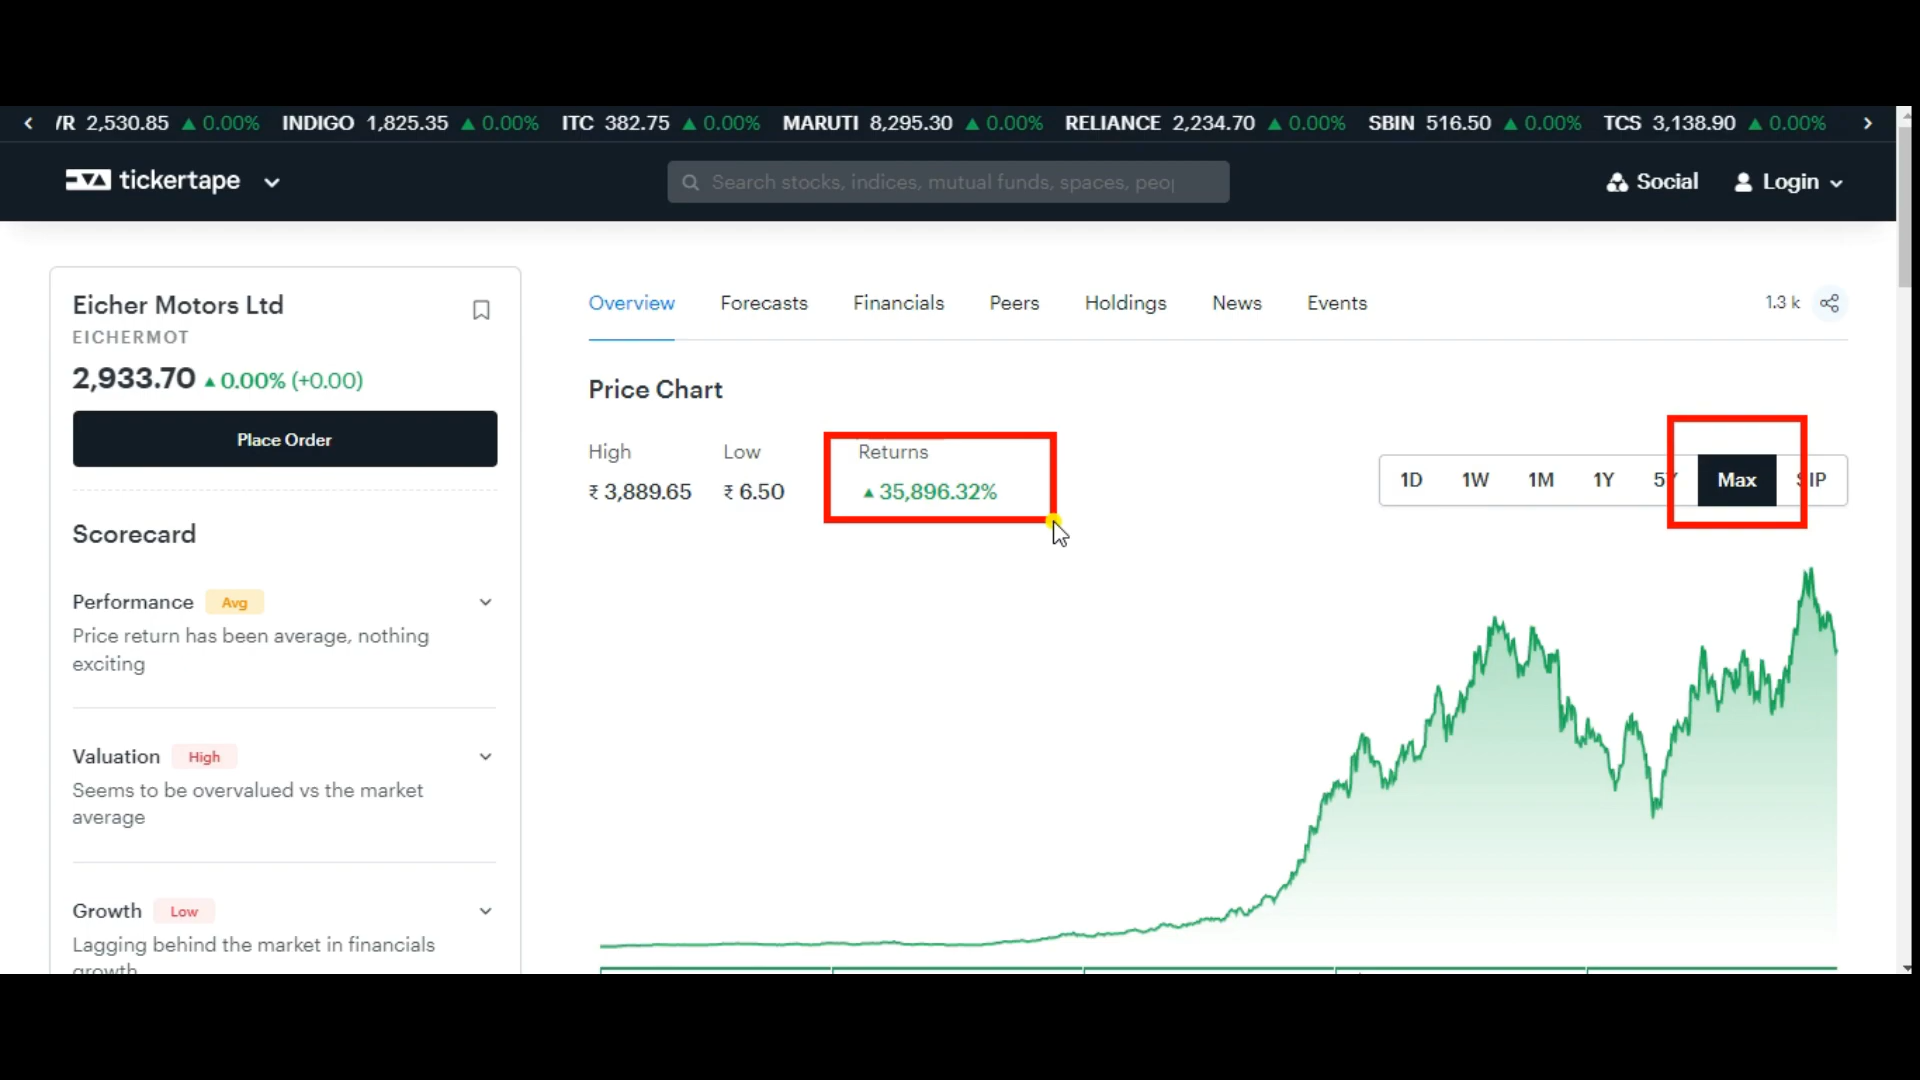 VR 2,530.85 ▲ 0.00% INDIGO 1,825.35 ▲ 0.00% ITC 382.75 ▲ 0.00% MARUTI 8,295.30 ▲ 0.00% RELIANCE 2,234.70 ▲ 0.00% SBIN 516.50 ▲ 0.00% TCS 3,138.90 ▲ 0.00%
tickertape
Search stocks, indices, mutual funds, spaces, peo
Social Login
Eicher Motors Ltd
EICHERMOT
2,933.70 ▲ 0.00% (+0.00)
Place Order
Scorecard
Performance Avg
Price return has been average, nothing
exciting
Valuation High
Seems to be overvalued vs the market
average
Growth Low
Lagging behind the market in financials
growth
Overview Forecasts Financials Peers Holdings News Events 1.3 k
Price Chart
High Low Returns
₹ 3,889.65 ₹ 6.50 ▲ 35,896.32%
1D 1W 1M 1Y 5Y Max SIP